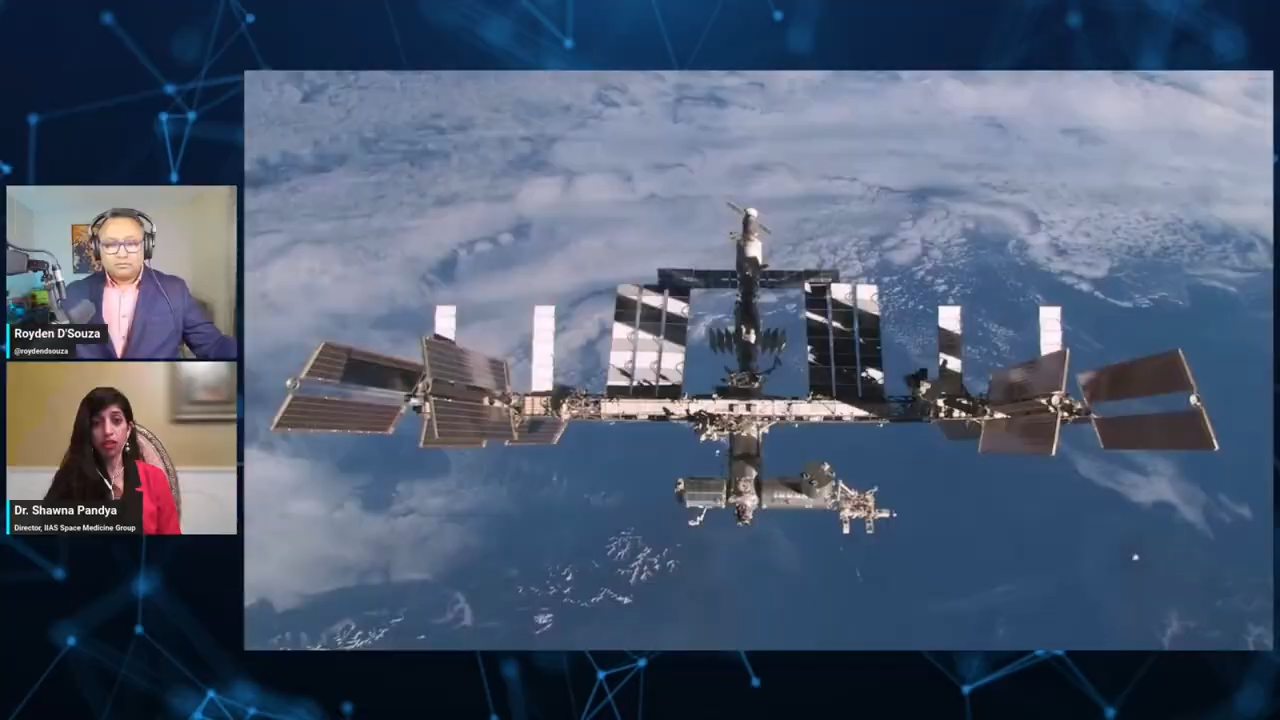 Royden D'Souza
@roydendsouza
Dr. Shawna Pandya
Director, IIAS Space Medicine Group